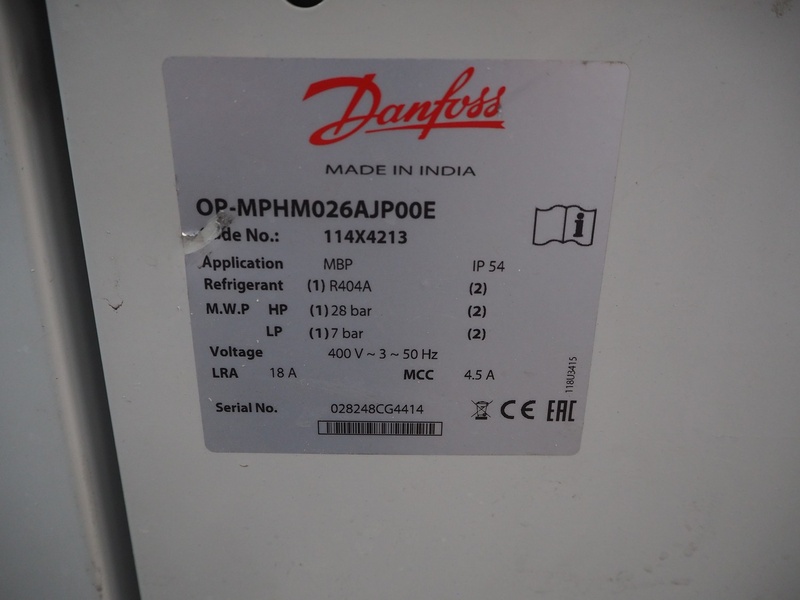 Danfoss
MADE IN INDIA
OP-MPHM026AJP00E
Code No.: 114X4213
Application MBP IP 54
Refrigerant (1) R404A (2)
M.W.P HP (1) 28 bar (2)
LP (1) 7 bar (2)
Voltage 400 V ~ 3 ~ 50 Hz
LRA 18 A MCC 4.5 A
118U3415
Serial No. 028248CG4414
CE EAC